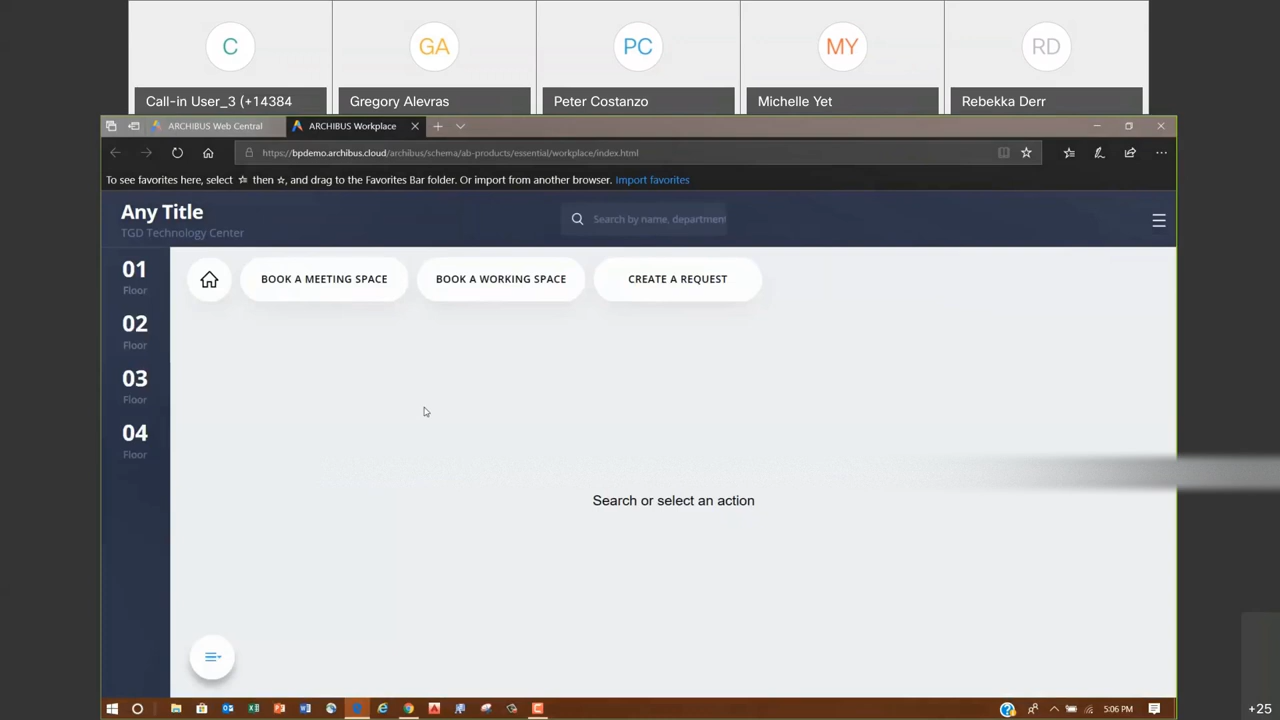 C
GA
PC
MY
RD
Call-in User_3 (+14384
Gregory Alevras
Peter Costanzo
Michelle Yet
Rebekka Derr
ARCHIBUS Web Central
ARCHIBUS Workplace
https://bpdemo.archibus.cloud/archibus/schema/ab-products/essential/workplace/index.html
To see favorites here, select ☆ then ☆, and drag to the Favorites Bar folder. Or import from another browser. Import favorites
Any Title
TGD Technology Center
Search by name, department
01
Floor
02
Floor
03
Floor
04
Floor
BOOK A MEETING SPACE
BOOK A WORKING SPACE
CREATE A REQUEST
Search or select an action
5:06 PM
+25